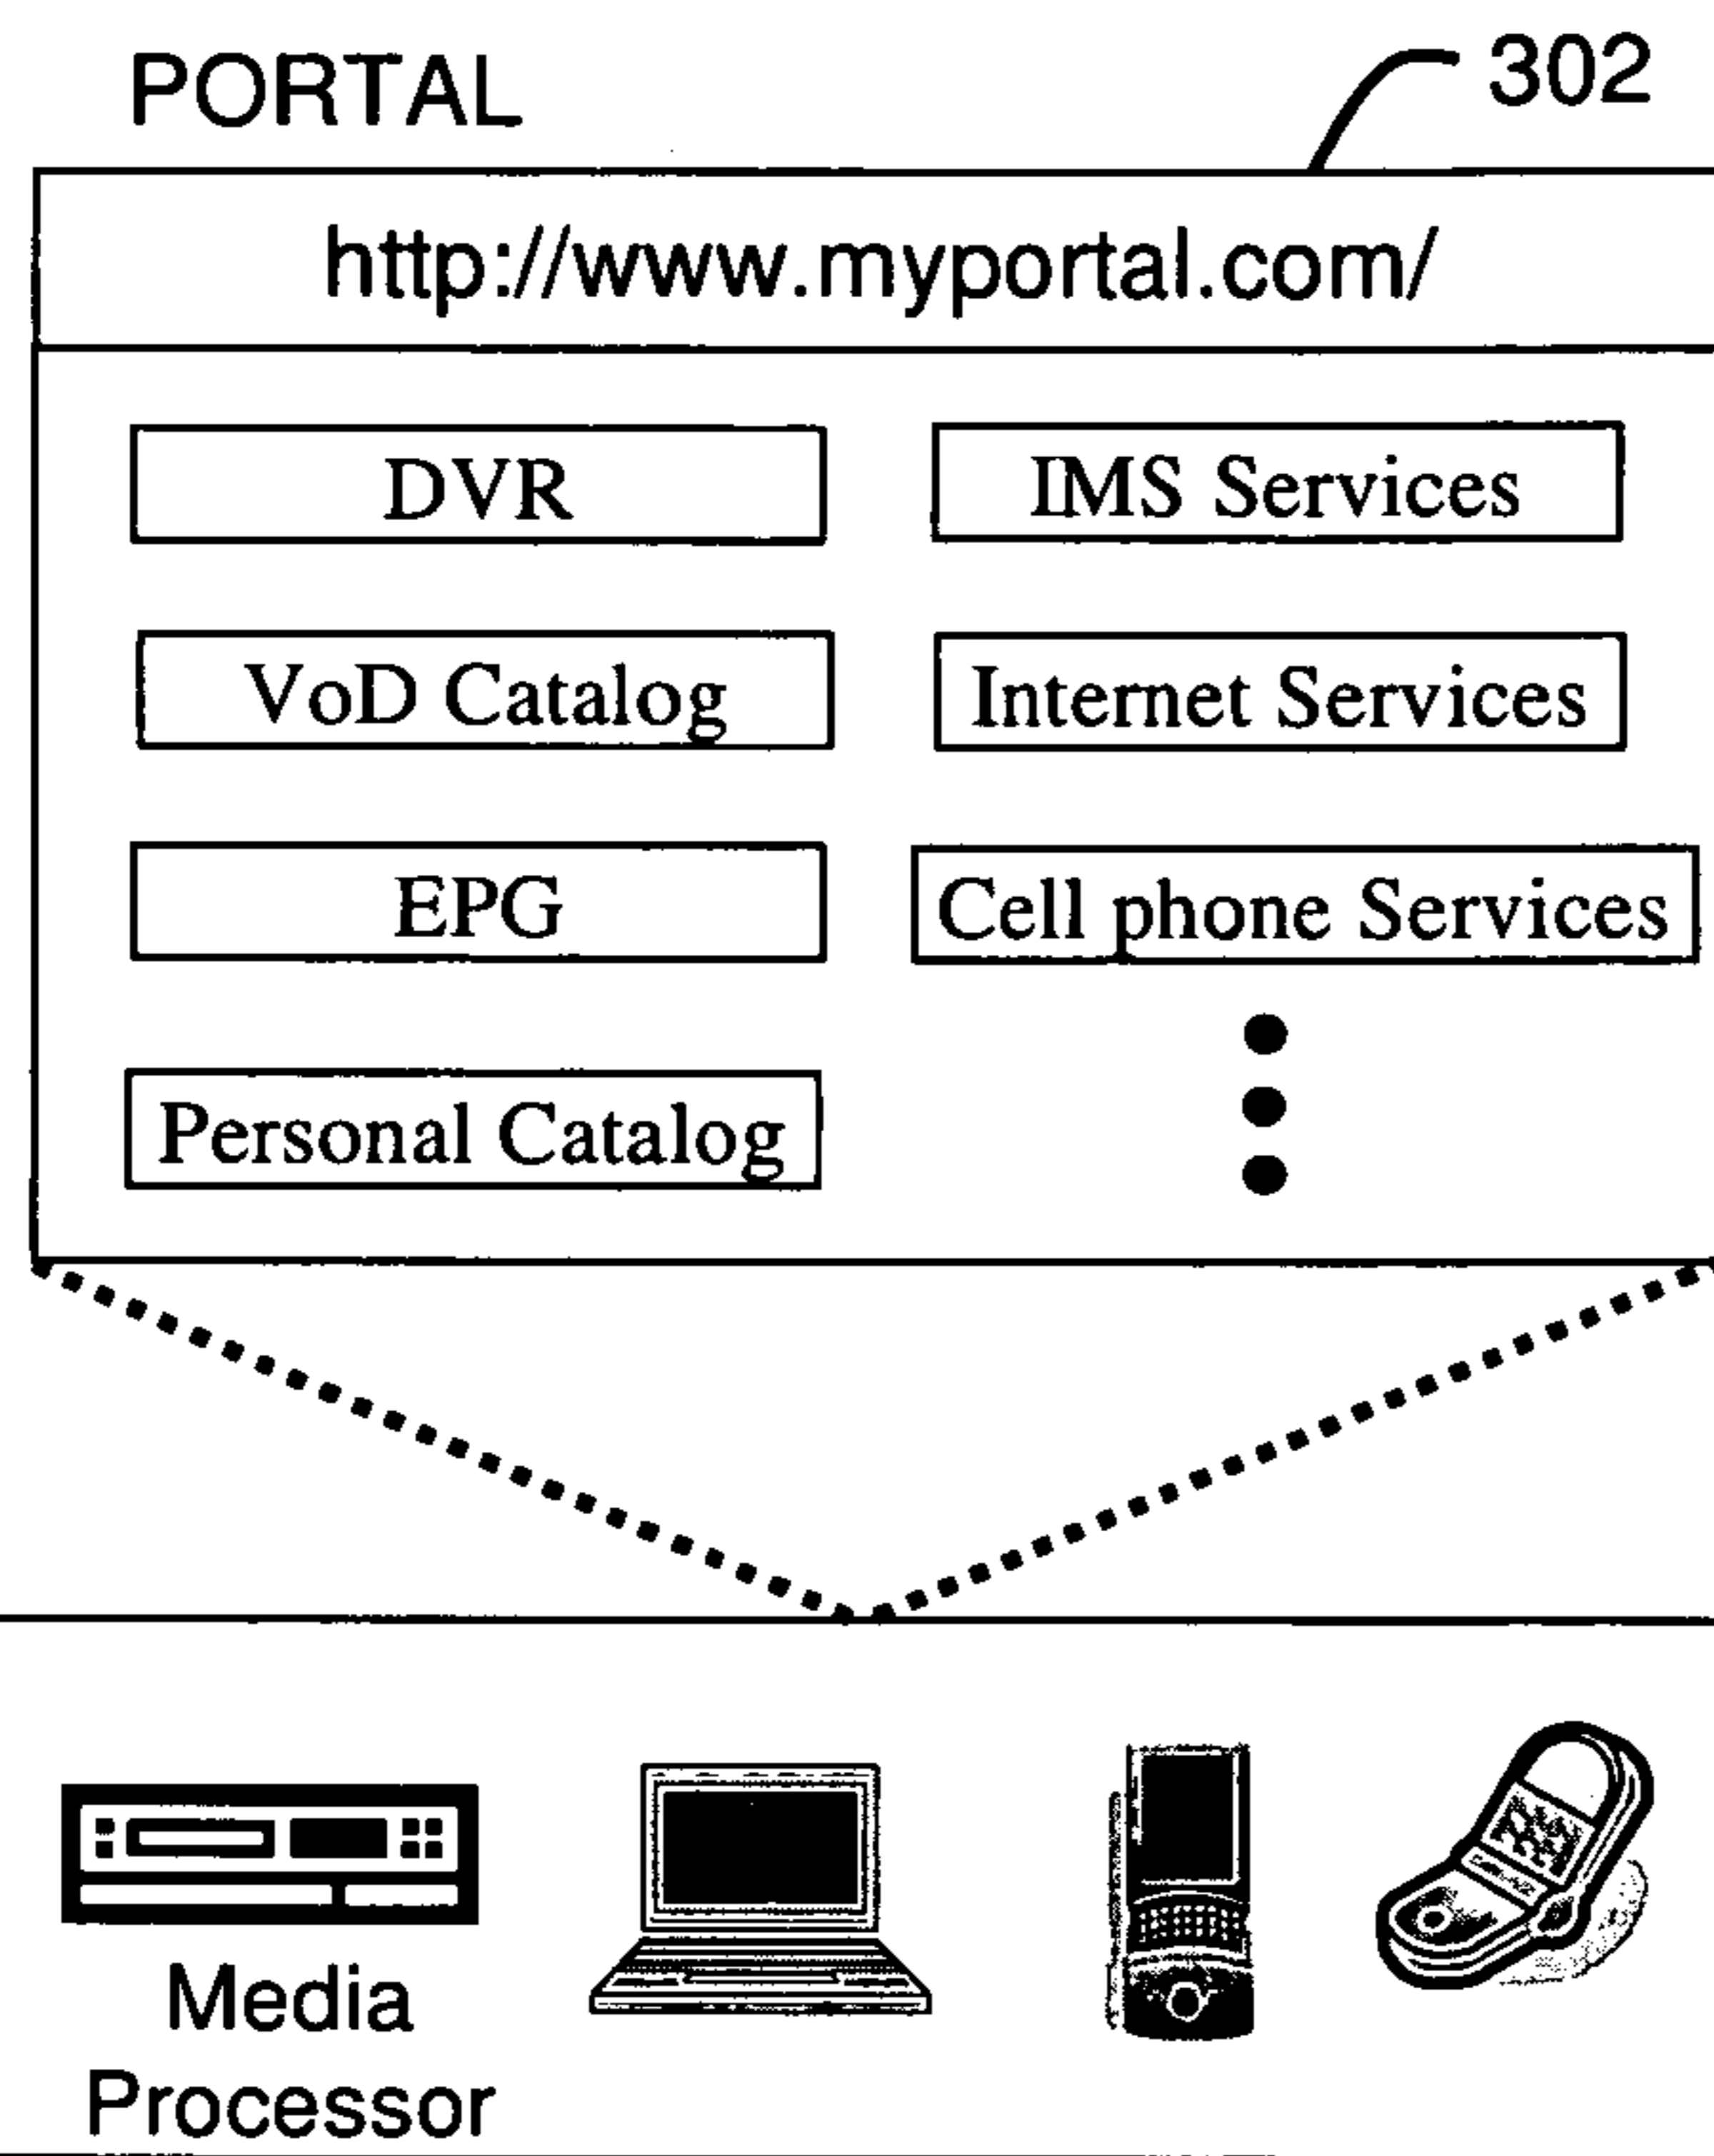 PORTAL
302
http://www.myportal.com/
DVR
IMS Services
VoD Catalog
Internet Services
EPG
Cell phone Services
Personal Catalog
Media
Processor